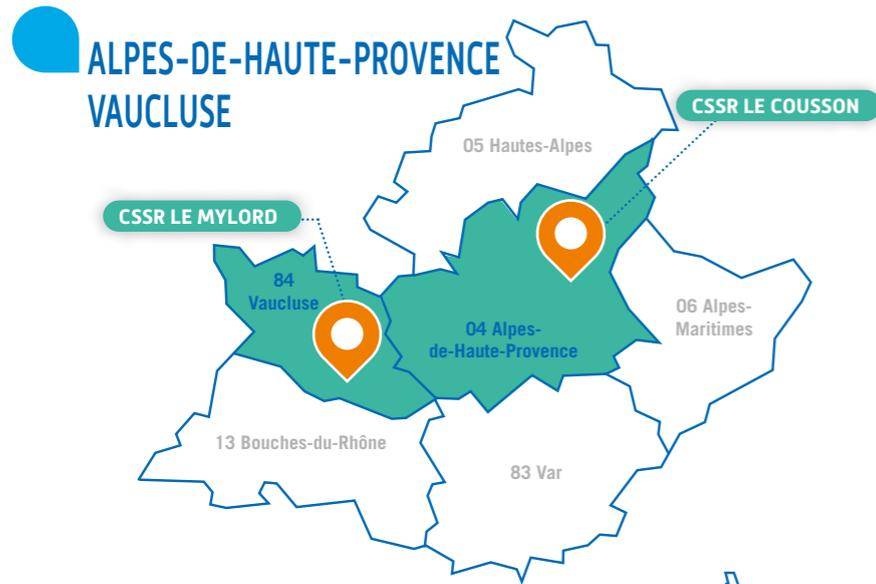 ALPES-DE-HAUTE-PROVENCE
VAUCLUSE
CSSR LE COUSSON
05 Hautes-Alpes
CSSR LE MYLORD
84
Vaucluse
06 Alpes-
Maritimes
04 Alpes-
de-Haute-Provence
13 Bouches-du-Rhône
83 Var